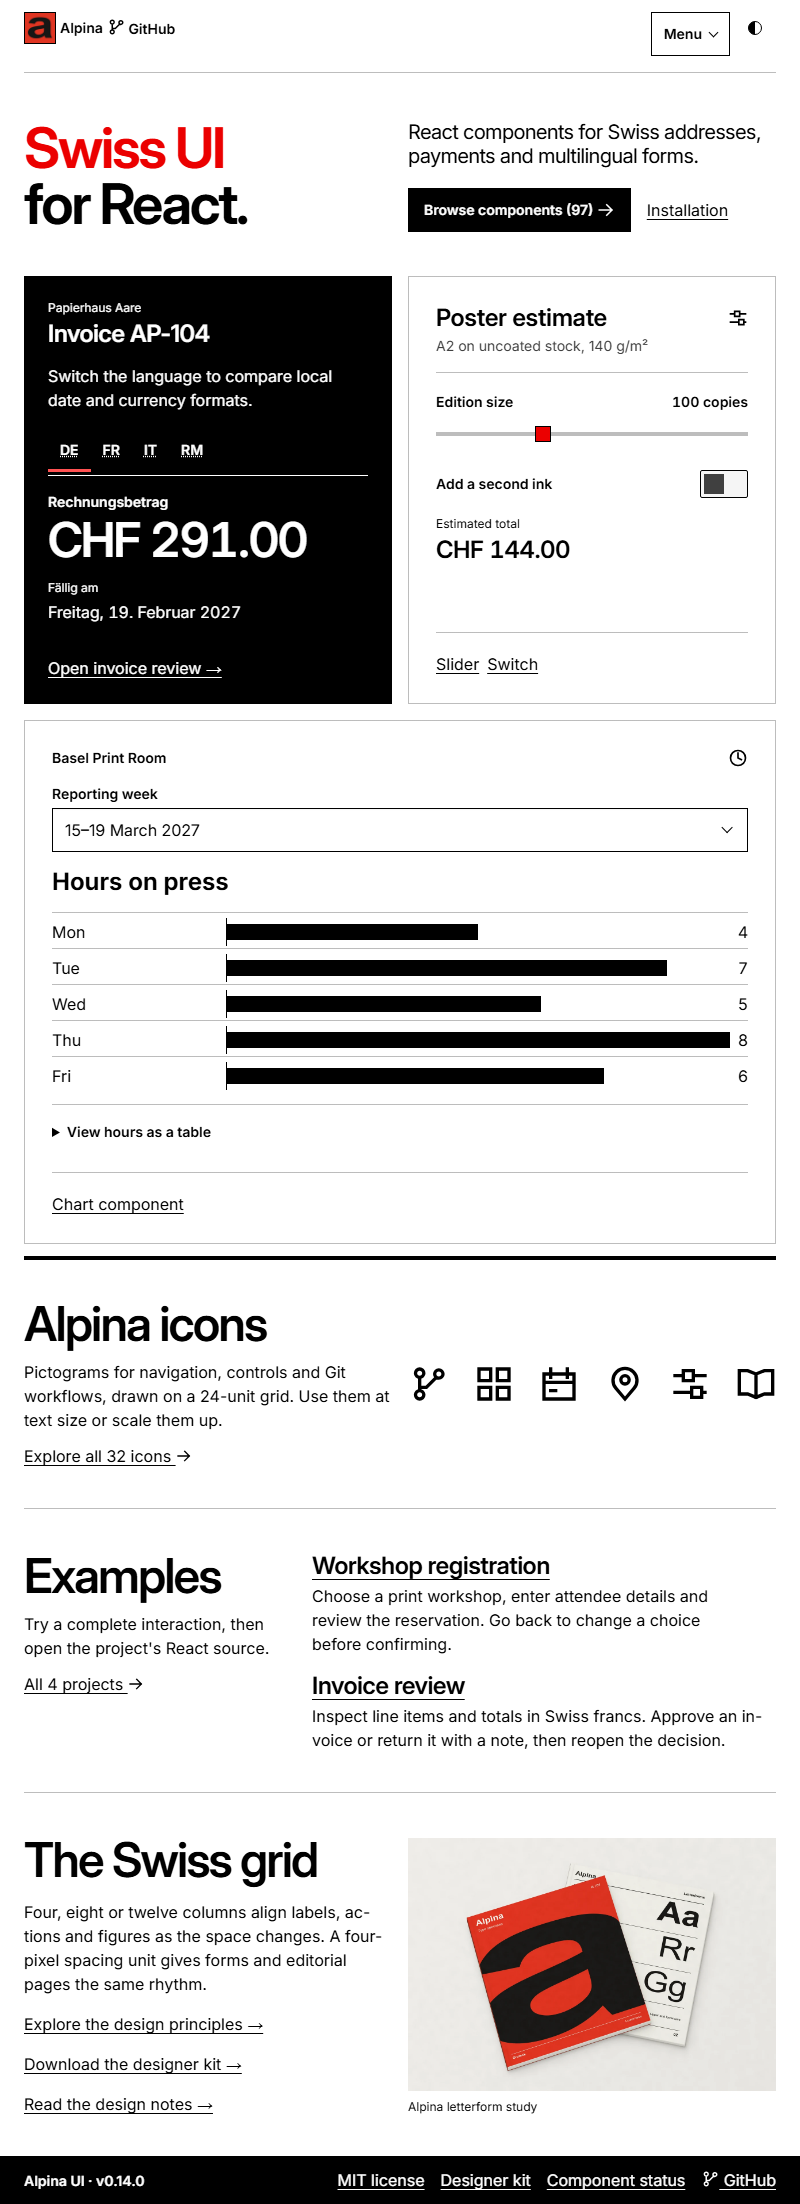 a Alpina GitHub Menu
Swiss UI
for React.
React components for Swiss addresses,
payments and multilingual forms.
Browse components (97) → Installation
Papierhaus Aare
Invoice AP-104
Switch the language to compare local
date and currency formats.
DE FR IT RM
Rechnungsbetrag
CHF 291.00
Fällig am
Freitag, 19. Februar 2027
Open invoice review →
Poster estimate
A2 on uncoated stock, 140 g/m²
Edition size 100 copies
Add a second ink
Estimated total
CHF 144.00
Slider Switch
Basel Print Room
Reporting week
15–19 March 2027
Hours on press
Mon 4
Tue 7
Wed 5
Thu 8
Fri 6
View hours as a table
Chart component
Alpina icons
Pictograms for navigation, controls and Git
workflows, drawn on a 24-unit grid. Use them at
text size or scale them up.
Explore all 32 icons →
Examples
Try a complete interaction, then
open the project's React source.
All 4 projects →
Workshop registration
Choose a print workshop, enter attendee details and
review the reservation. Go back to change a choice
before confirming.
Invoice review
Inspect line items and totals in Swiss francs. Approve an in-
voice or return it with a note, then reopen the decision.
The Swiss grid
Four, eight or twelve columns align labels, ac-
tions and figures as the space changes. A four-
pixel spacing unit gives forms and editorial
pages the same rhythm.
Explore the design principles →
Download the designer kit →
Read the design notes →
Alpina
a
Alpina
Aa
Rr
Gg
Alpina letterform study
Alpina UI · v0.14.0 MIT license Designer kit Component status GitHub